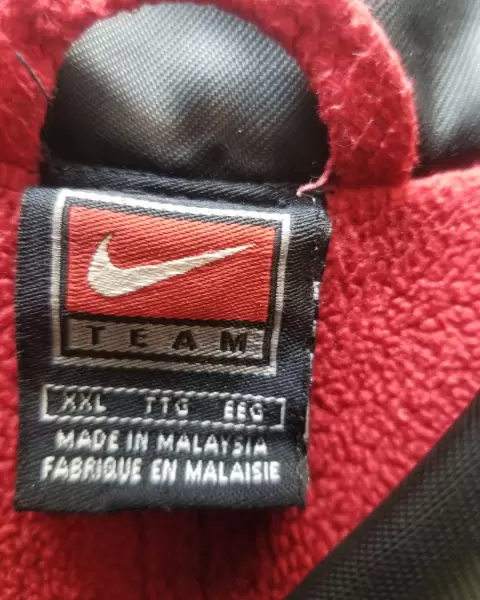 TEAM
XXL TTG EEG
MADE IN MALAYSIA
FABRIQUE EN MALAISIE